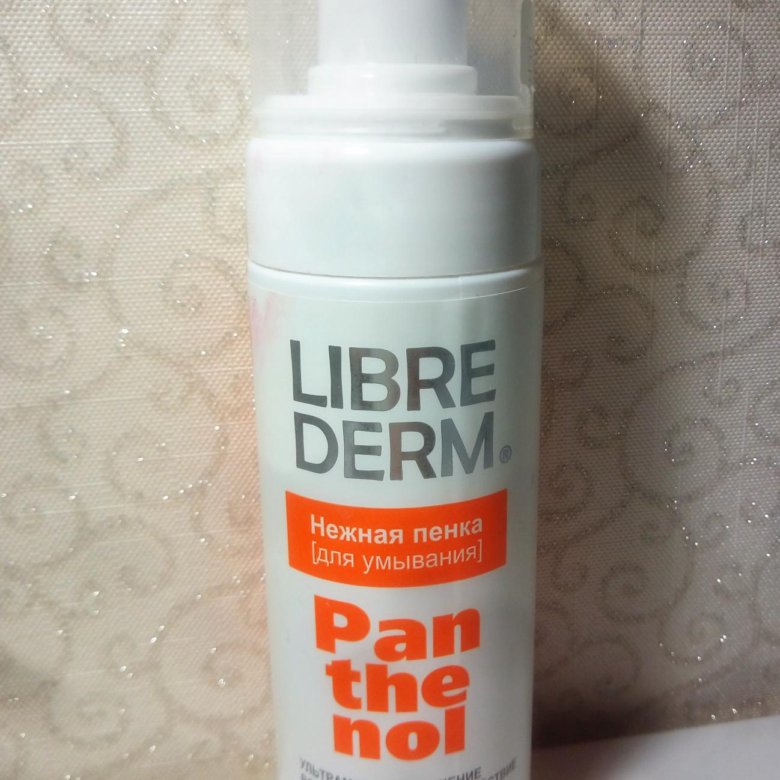 LIBRE
DERM®
Нежная пенка
[для умывания]
Pan
the
nol